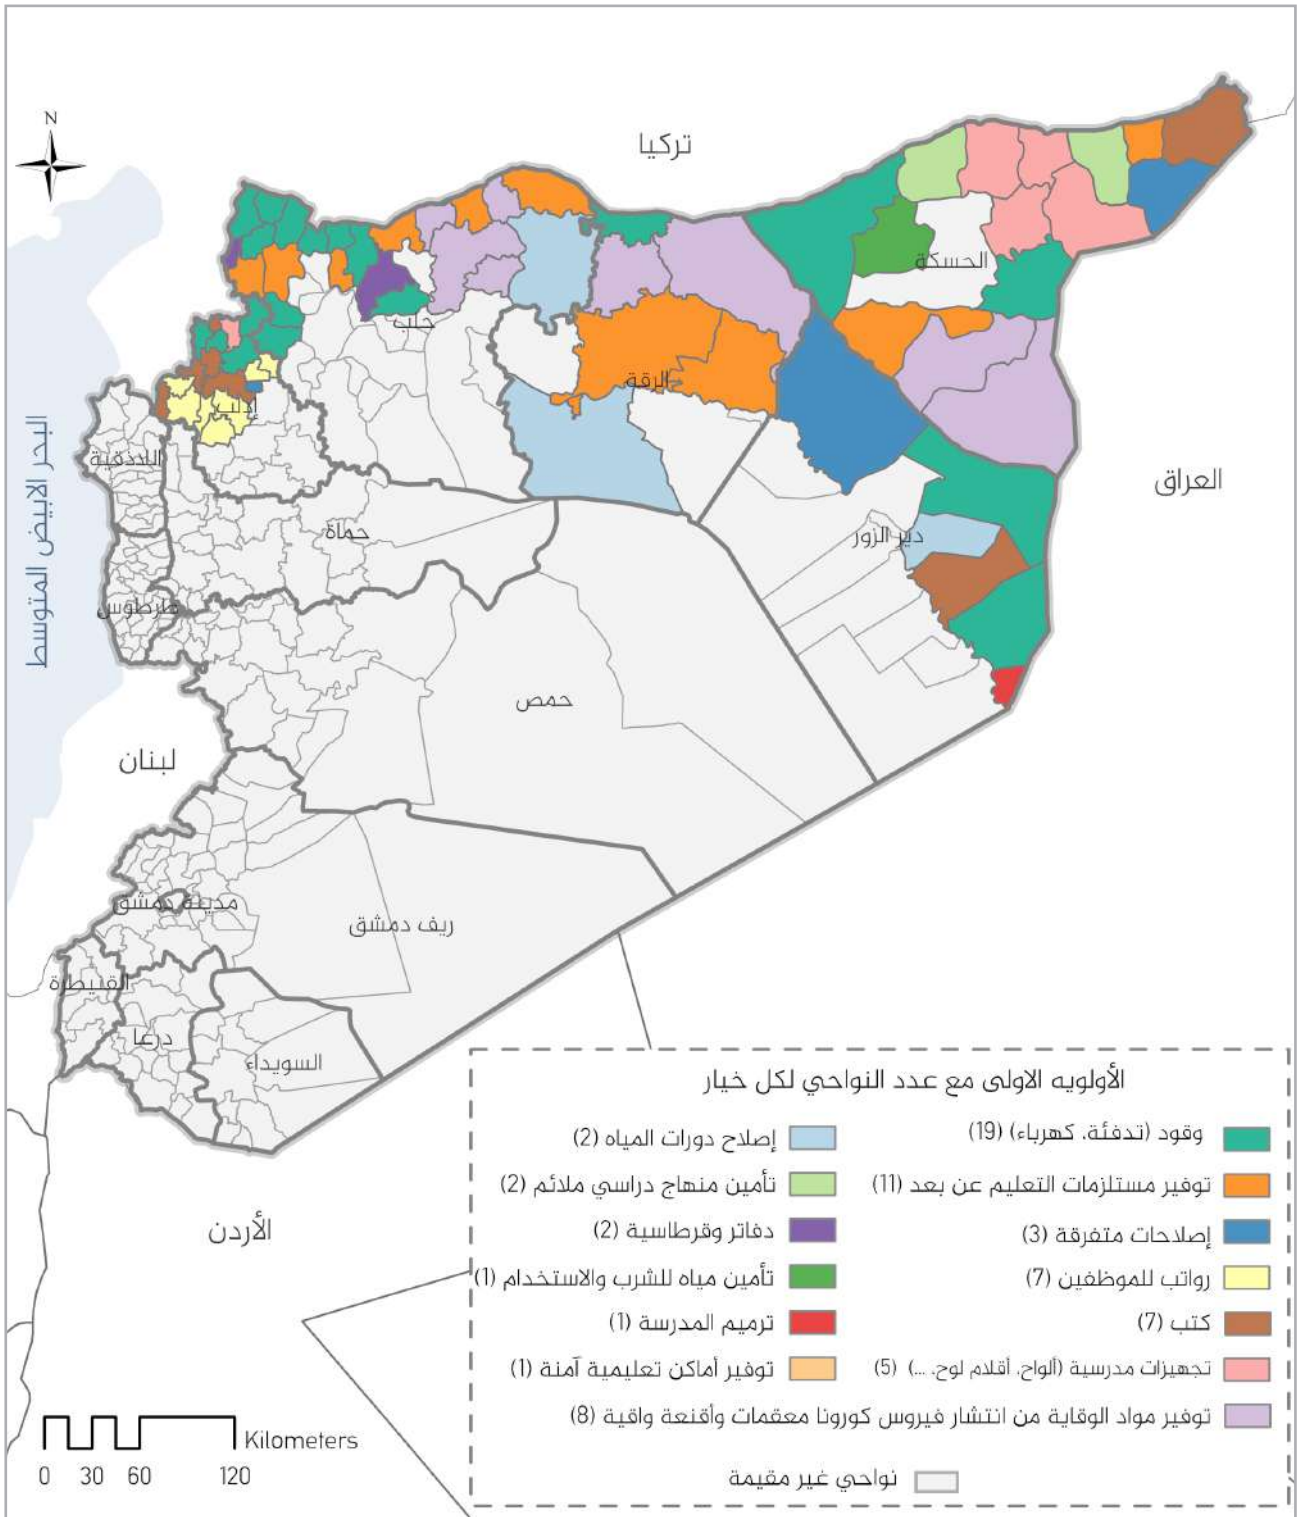 N
تركيا
الحسكة
حلب
الرقة
إدلب
البحر الابيض المتوسط
اللاذقية
العراق
حماة
دير الزور
طرطوس
حمص
لبنان
مدينة دمشق
ريف دمشق
القنيطرة
درعا
السويداء
الأردن
الأولويه الاولى مع عدد النواحي لكل خيار
وقود (تدفئة، كهرباء) (19)
إصلاح دورات المياه (2)
توفير مستلزمات التعليم عن بعد (11)
تأمين منهاج دراسي ملائم (2)
إصلاحات متفرقة (3)
دفاتر وقرطاسية (2)
رواتب للموظفين (7)
تأمين مياه للشرب والاستخدام (1)
كتب (7)
ترميم المدرسة (1)
تجهيزات مدرسية (ألواح، أقلام لوح، ...) (5)
توفير أماكن تعليمية آمنة (1)
توفير مواد الوقاية من انتشار فيروس كورونا معقمات وأقنعة واقية (8)
نواحي غير مقيمة
Kilometers
0 30 60 120